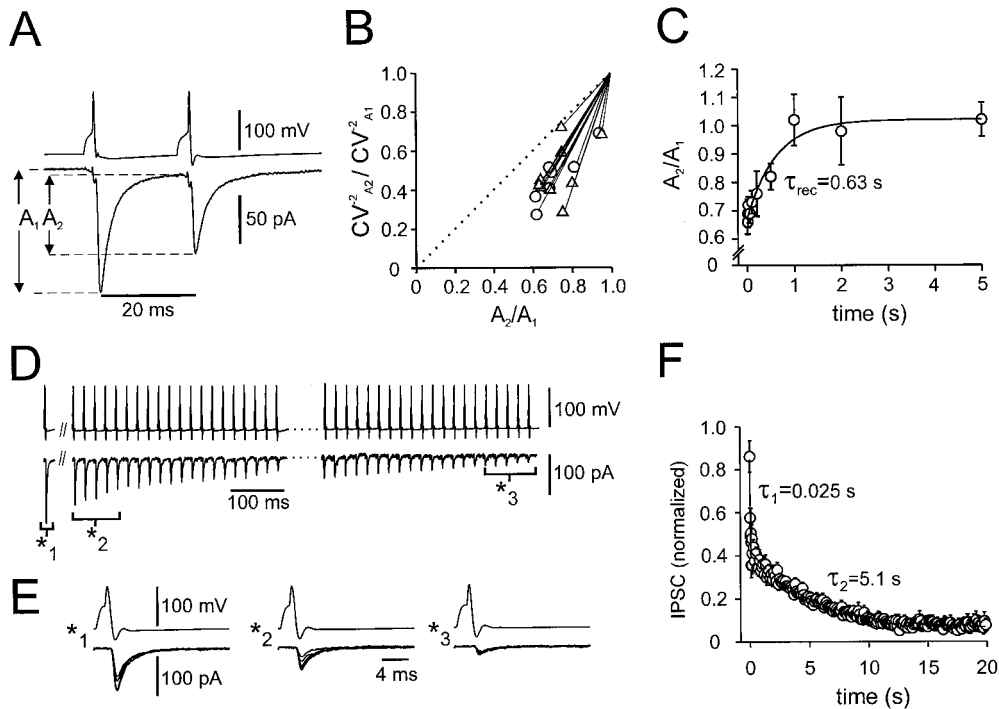 A
100 mV
A₁ A₂
50 pA
20 ms
B
CV⁻²A2 / CV⁻²A1
1.0
0.8
0.6
0.4
0.2
0
0 0.2 0.4 0.6 0.8 1.0
A₂/A₁
C
A₂/A₁
1.2
1.1
1.0
0.9
0.8
0.7
0.6
0
τrec=0.63 s
0 1 2 3 4 5
time (s)
D
100 mV
100 pA
100 ms
*₁
*₂
*₃
E
*₁
100 mV
100 pA
*₂
4 ms
*₃
F
IPSC (normalized)
1.0
0.8
0.6
0.4
0.2
0
τ₁=0.025 s
τ₂=5.1 s
0 5 10 15 20
time (s)